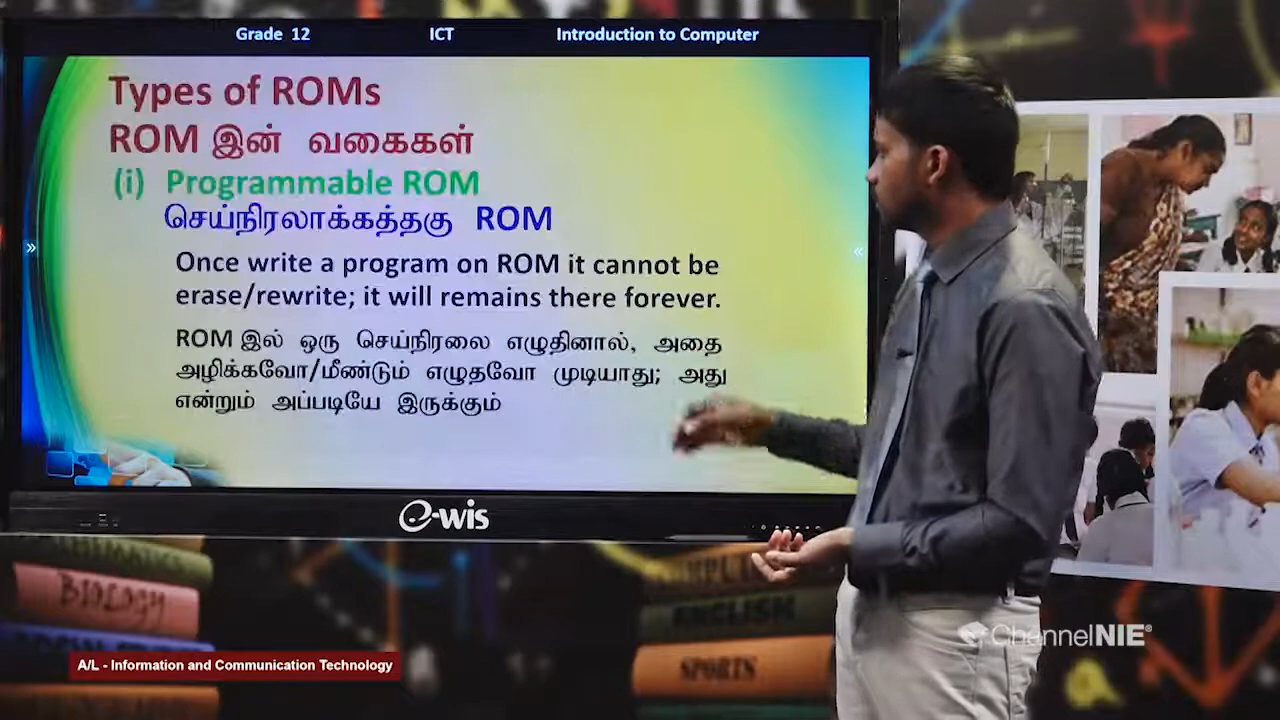 Grade 12 ICT Introduction to Computer
Types of ROMs
ROM இன் வகைகள்
(i) Programmable ROM
செய்நிரலாக்கத்தகு ROM
Once write a program on ROM it cannot be
erase/rewrite; it will remains there forever.
ROM இல் ஒரு செய்நிரலை எழுதினால், அதை
அழிக்கவோ/மீண்டும் எழுதவோ முடியாது; அது
என்றும் அப்படியே இருக்கும்
e-wis
BIOLOGY
ENGLISH
SPORTS
ChannelNIE®
A/L - Information and Communication Technology